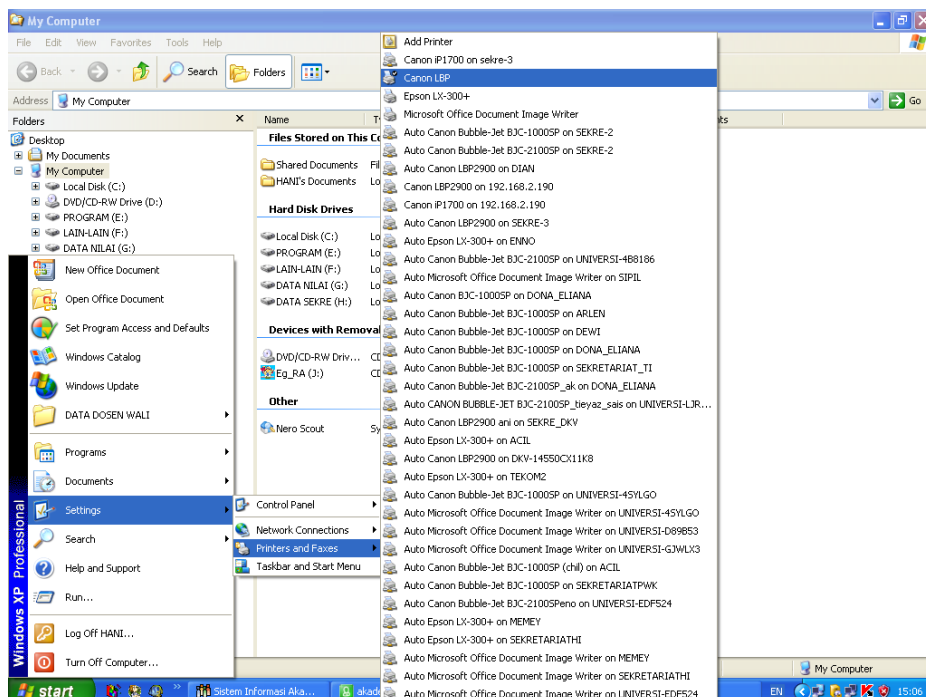 My Computer
File Edit View Favorites Tools Help
Back Search Folders
Address My Computer Go
Folders
Desktop
My Documents
My Computer
Local Disk (C:)
DVD/CD-RW Drive (D:)
PROGRAM (E:)
LAIN-LAIN (F:)
DATA NILAI (G:)
Name
Files Stored on This
Shared Documents
HANI's Documents
Hard Disk Drives
Local Disk (C:)
PROGRAM (E:)
LAIN-LAIN (F:)
DATA NILAI (G:)
DATA SEKRE (H:)
Devices with
DVD/CD-RW Driv...
Eg_RA (J:)
Other
Nero Scout
New Office Document
Open Office Document
Set Program Access and Defaults
Windows Catalog
Windows Update
DATA DOSEN WALI
Programs
Documents
Settings
Search
Help and Support
Run...
Log Off HANI...
Turn Off Computer...
Windows XP Professional
Control Panel
Network Connections
Printers and Faxes
Taskbar and Start Menu
Add Printer
Canon iP1700 on sekre-3
Canon LBP
Epson LX-300+
Microsoft Office Document Image Writer
Auto Canon Bubble-Jet BJC-1000SP on SEKRE-2
Auto Canon Bubble-Jet BJC-2100SP on SEKRE-2
Auto Canon LBP2900 on DIAN
Canon LBP2900 on 192.168.2.190
Canon iP1700 on 192.168.2.190
Auto Canon LBP2900 on SEKRE-3
Auto Epson LX-300+ on ENNO
Auto Canon Bubble-Jet BJC-2100SP on UNIVERSI-4B8186
Auto Microsoft Office Document Image Writer on SIPIL
Auto Canon BJC-1000SP on DONA_ELIANA
Auto Canon Bubble-Jet BJC-1000SP on ARLEN
Auto Canon Bubble-Jet BJC-1000SP on DEWI
Auto Canon Bubble-Jet BJC-1000SP on DONA_ELIANA
Auto Canon Bubble-Jet BJC-1000SP on SEKRETARIAT_TI
Auto Canon Bubble-Jet BJC-2100SP_ak on DONA_ELIANA
Auto CANON BUBBLE-JET BJC-2100SP_tieyaz_sais on UNIVERSI-LJR...
Auto Canon LBP2900 ani on SEKRE_DKV
Auto Epson LX-300+ on ACIL
Auto Canon LBP2900 on DKV-14550CX11K8
Auto Epson LX-300+ on TEKOM2
Auto Canon Bubble-Jet BJC-1000SP on UNIVERSI-4SYLGO
Auto Microsoft Office Document Image Writer on UNIVERSI-4SYLGO
Auto Microsoft Office Document Image Writer on UNIVERSI-D89B53
Auto Microsoft Office Document Image Writer on UNIVERSI-GJWLX3
Auto Canon Bubble-Jet BJC-1000SP (chil) on ACIL
Auto Canon Bubble-Jet BJC-1000SP on SEKRETARIATPWK
Auto Canon Bubble-Jet BJC-2100SPeno on UNIVERSI-EDF524
Auto Epson LX-300+ on MEMEY
Auto Epson LX-300+ on SEKRETARIATHI
Auto Microsoft Office Document Image Writer on MEMEY
Auto Microsoft Office Document Image Writer on SEKRETARIATHI
Auto Microsoft Office Document Image Writer on UNIVERSI-EDF524
My Computer
start Sistem Informasi Aka... EN 15:06